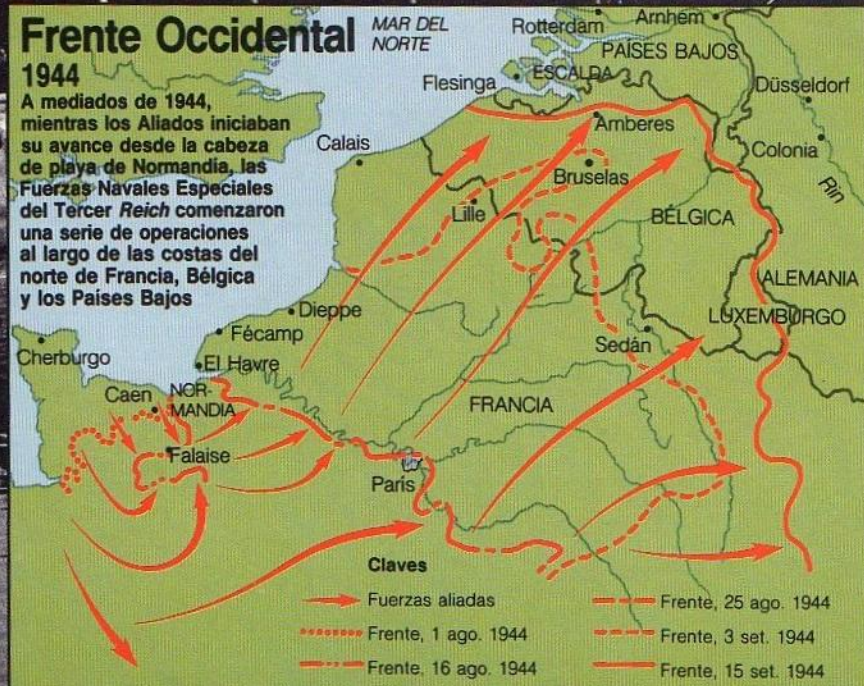 Frente Occidental
1944
A mediados de 1944,
mientras los Aliados iniciaban
su avance desde la cabeza
de playa de Normandía, las
Fuerzas Navales Especiales
del Tercer Reich comenzaron
una serie de operaciones
al largo de las costas del
norte de Francia, Bélgica
y los Países Bajos
MAR DEL
NORTE
Rotterdam
Arnhem
PAÍSES BAJOS
Flesinga
ESCALDA
Düsseldorf
Amberes
Calais
Colonia
Bruselas
Rin
Lille
BÉLGICA
ALEMANIA
LUXEMBURGO
Dieppe
Fécamp
Sedán
Cherburgo
El Havre
Caen
NOR-
MANDIA
FRANCIA
Falaise
París
Claves
Fuerzas aliadas
Frente, 1 ago. 1944
Frente, 16 ago. 1944
Frente, 25 ago. 1944
Frente, 3 set. 1944
Frente, 15 set. 1944